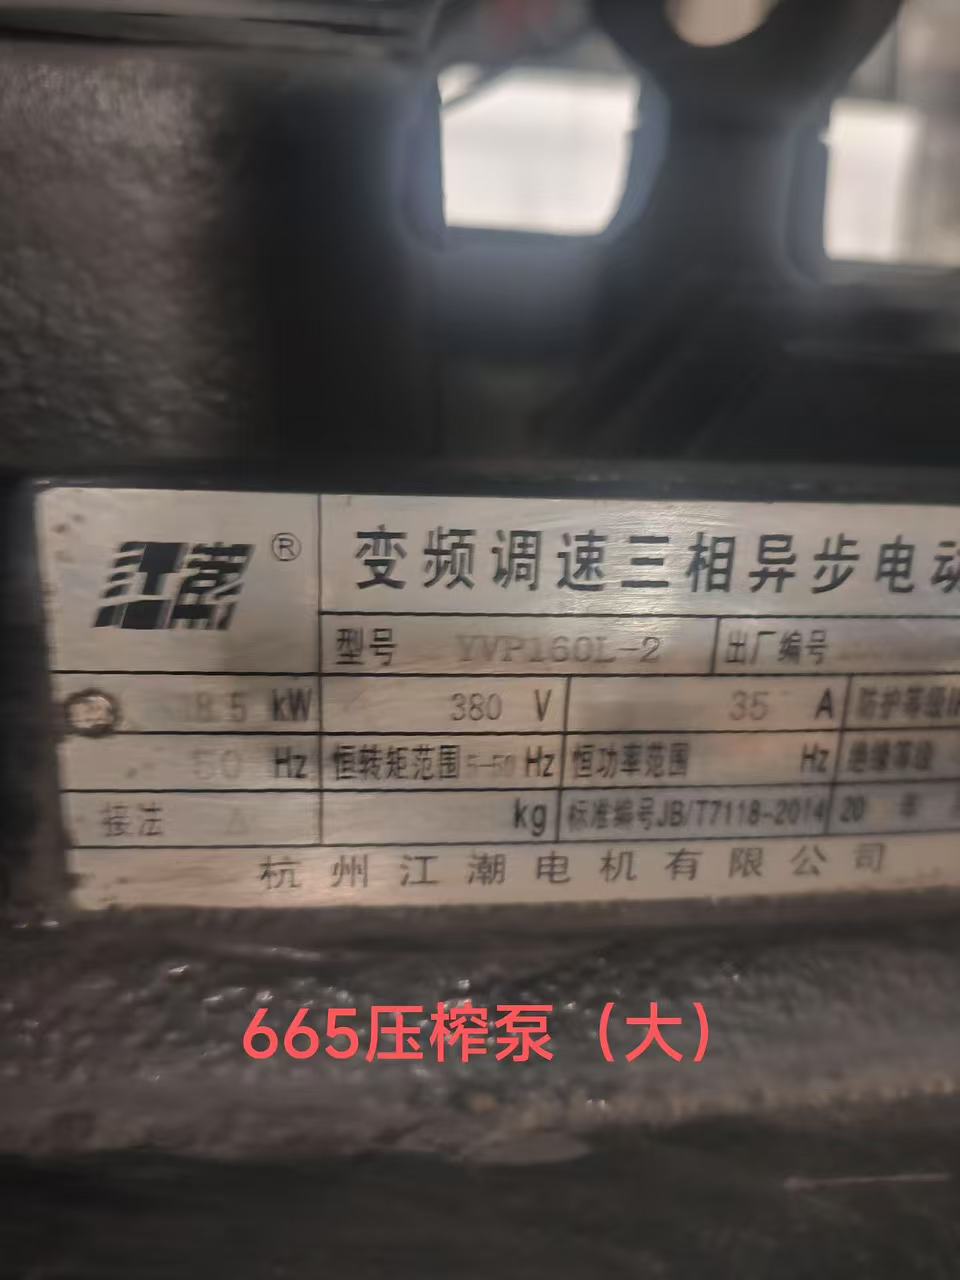 江潮 ® 变频调速三相异步电动
型号 YVP160L-2 出厂编号
18.5 kW 380 V 35 A 防护等级
50 Hz 恒转矩范围 5-50 Hz 恒功率范围 Hz 绝缘等级
接法 △ kg 标准编号JB/T7118-2014 20 年
杭州江潮电机有限公司
665压榨泵（大）